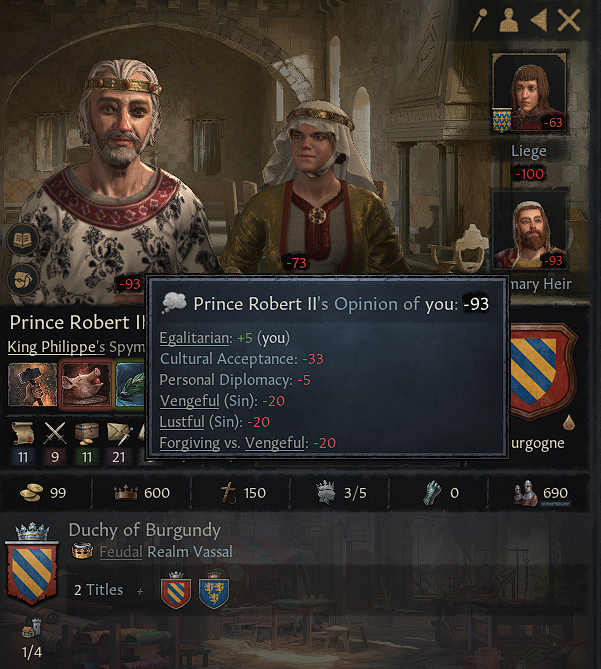 -63
Liege
-100
-93
-73
-93
mary Heir
Prince Robert II's Opinion of you: -93
Prince Robert II
King Philippe's Spym
Egalitarian: +5 (you)
Cultural Acceptance: -33
Personal Diplomacy: -5
Vengeful (Sin): -20
Lustful (Sin): -20
Forgiving vs. Vengeful: -20
urgogne
11 9 11 21
99 600 150 3/5 0 690
Duchy of Burgundy
Feudal Realm Vassal
2 Titles +
1/4